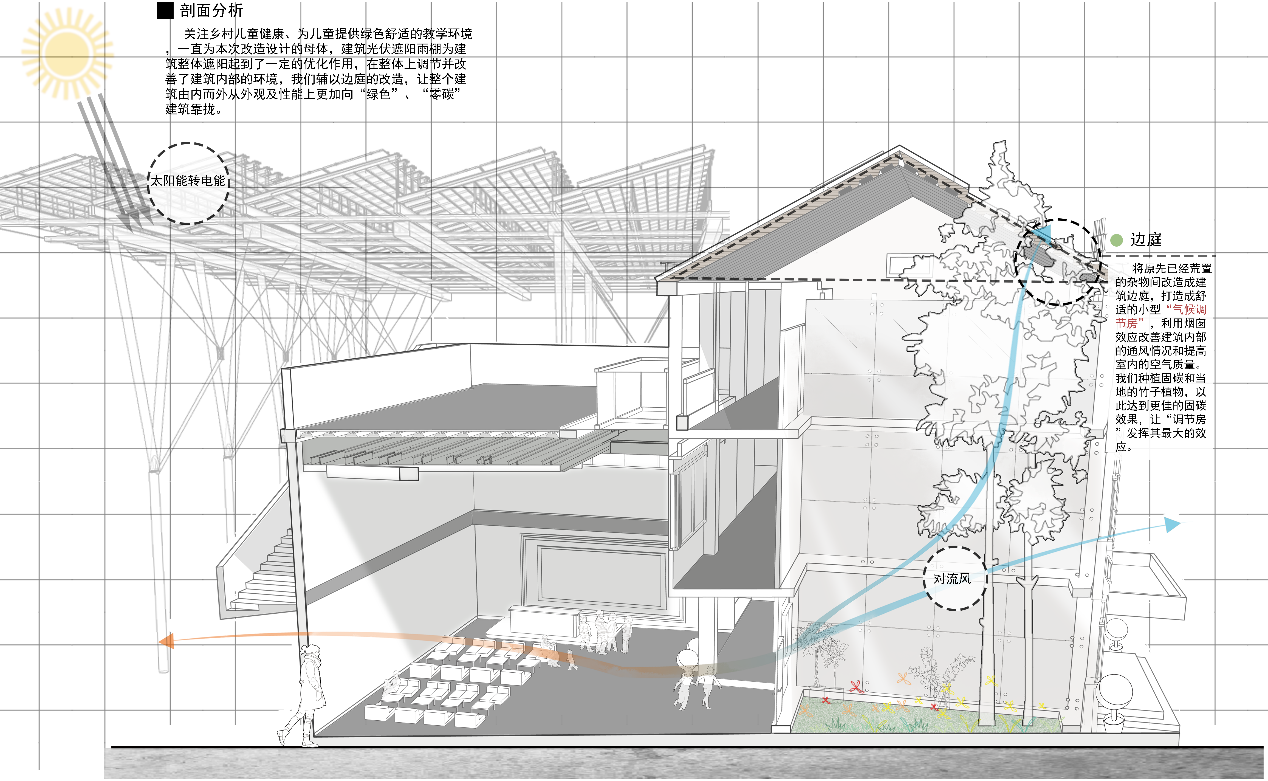 剖面分析
关注乡村儿童健康、为儿童提供绿色舒适的教学环境
，一直为本次改造设计的母体，建筑光伏遮阳雨棚为建
筑整体遮阳起到了一定的优化作用，在整体上调节并改
善了建筑内部的环境，我们辅以边庭的改造，让整个建
筑由内而外从外观及性能上更加向“绿色”、“零碳”
建筑靠拢。
太阳能转电能
边庭
将原先已经荒置
的杂物间改造成建
筑边庭，打造成舒
适的小型“气候调
节房”，利用烟囱
效应改善建筑内部
的通风情况和提高
室内的空气质量。
我们种植固碳和当
地的竹子植物，以
此达到更佳的固碳
效果，让“调节房
”发挥其最大的效
应。
对流风